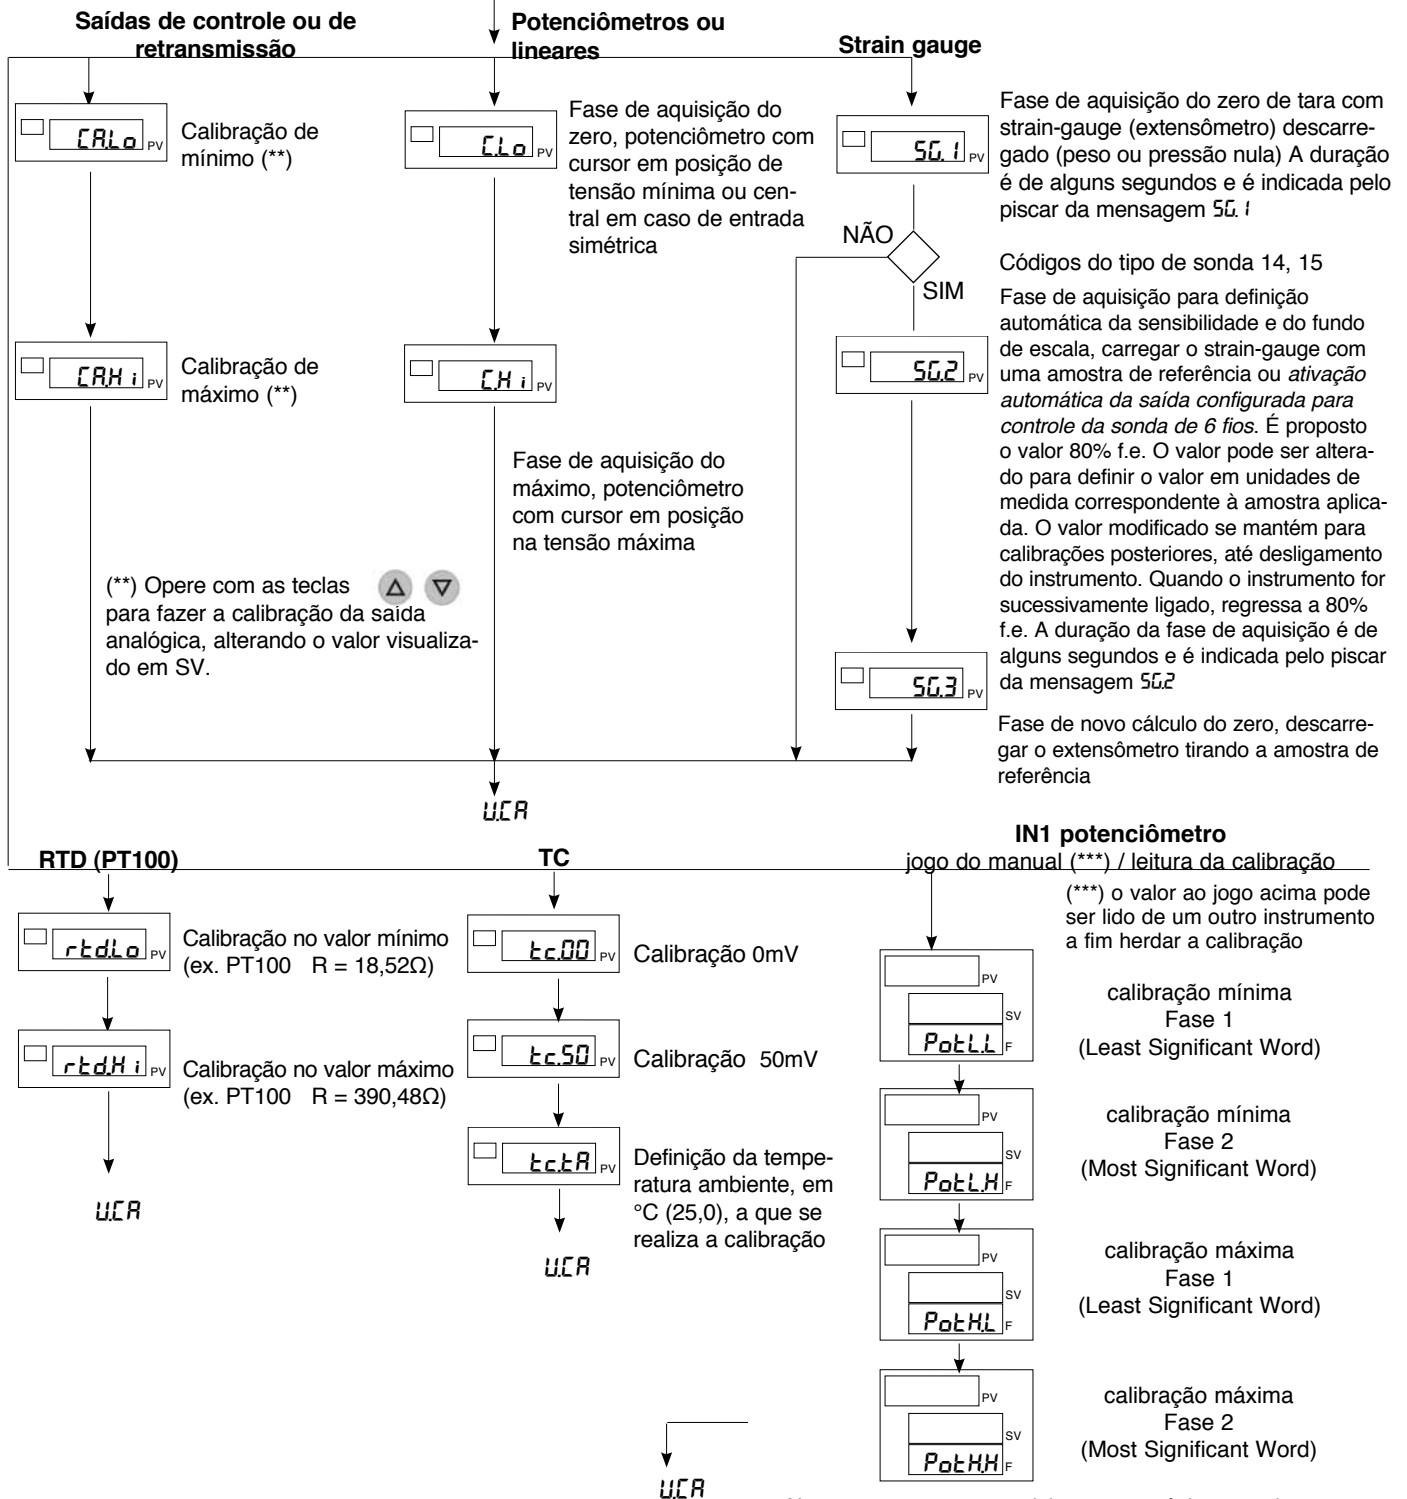 Saídas de controle ou de
retransmissão
CA.Lo PV
Calibração de
mínimo (**)
CA.Hi PV
Calibração de
máximo (**)
(**) Opere com as teclas
para fazer a calibração da saída
analógica, alterando o valor visualiza-
do em SV.
Potenciômetros ou
lineares
C.Lo PV
Fase de aquisição do
zero, potenciômetro com
cursor em posição de
tensão mínima ou cen-
tral em caso de entrada
simétrica
C.Hi PV
Fase de aquisição do
máximo, potenciômetro
com cursor em posição
na tensão máxima
Strain gauge
SG.1 PV
Fase de aquisição do zero de tara com
strain-gauge (extensômetro) descarre-
gado (peso ou pressão nula) A duração
é de alguns segundos e é indicada pelo
piscar da mensagem SG.1
NÃO
SIM
Códigos do tipo de sonda 14, 15
SG.2 PV
Fase de aquisição para definição
automática da sensibilidade e do fundo
de escala, carregar o strain-gauge com
uma amostra de referência ou ativação
automática da saída configurada para
controle da sonda de 6 fios. É proposto
o valor 80% f.e. O valor pode ser altera-
do para definir o valor em unidades de
medida correspondente à amostra aplica-
da. O valor modificado se mantém para
calibrações posteriores, até desligamento
do instrumento. Quando o instrumento for
sucessivamente ligado, regressa a 80%
f.e. A duração da fase de aquisição é de
alguns segundos e é indicada pelo piscar
da mensagem SG.2
SG.3 PV
Fase de novo cálculo do zero, descarre-
gar o extensômetro tirando a amostra de
referência
U.CA
RTD (PT100)
rtd.Lo PV
Calibração no valor mínimo
(ex. PT100 R = 18,52Ω)
rtd.Hi PV
Calibração no valor máximo
(ex. PT100 R = 390,48Ω)
U.CA
TC
tc.00 PV
Calibração 0mV
tc.50 PV
Calibração 50mV
tc.tA PV
Definição da tempe-
ratura ambiente, em
°C (25,0), a que se
realiza a calibração
U.CA
IN1 potenciômetro
jogo do manual (***) / leitura da calibração
(***) o valor ao jogo acima pode
ser lido de um outro instrumento
a fim herdar a calibração
PV
SV
PotL.L F
calibração mínima
Fase 1
(Least Significant Word)
PV
SV
PotL.H F
calibração mínima
Fase 2
(Most Significant Word)
PV
SV
PotH.L F
calibração máxima
Fase 1
(Least Significant Word)
PV
SV
PotH.H F
calibração máxima
Fase 2
(Most Significant Word)
U.CA